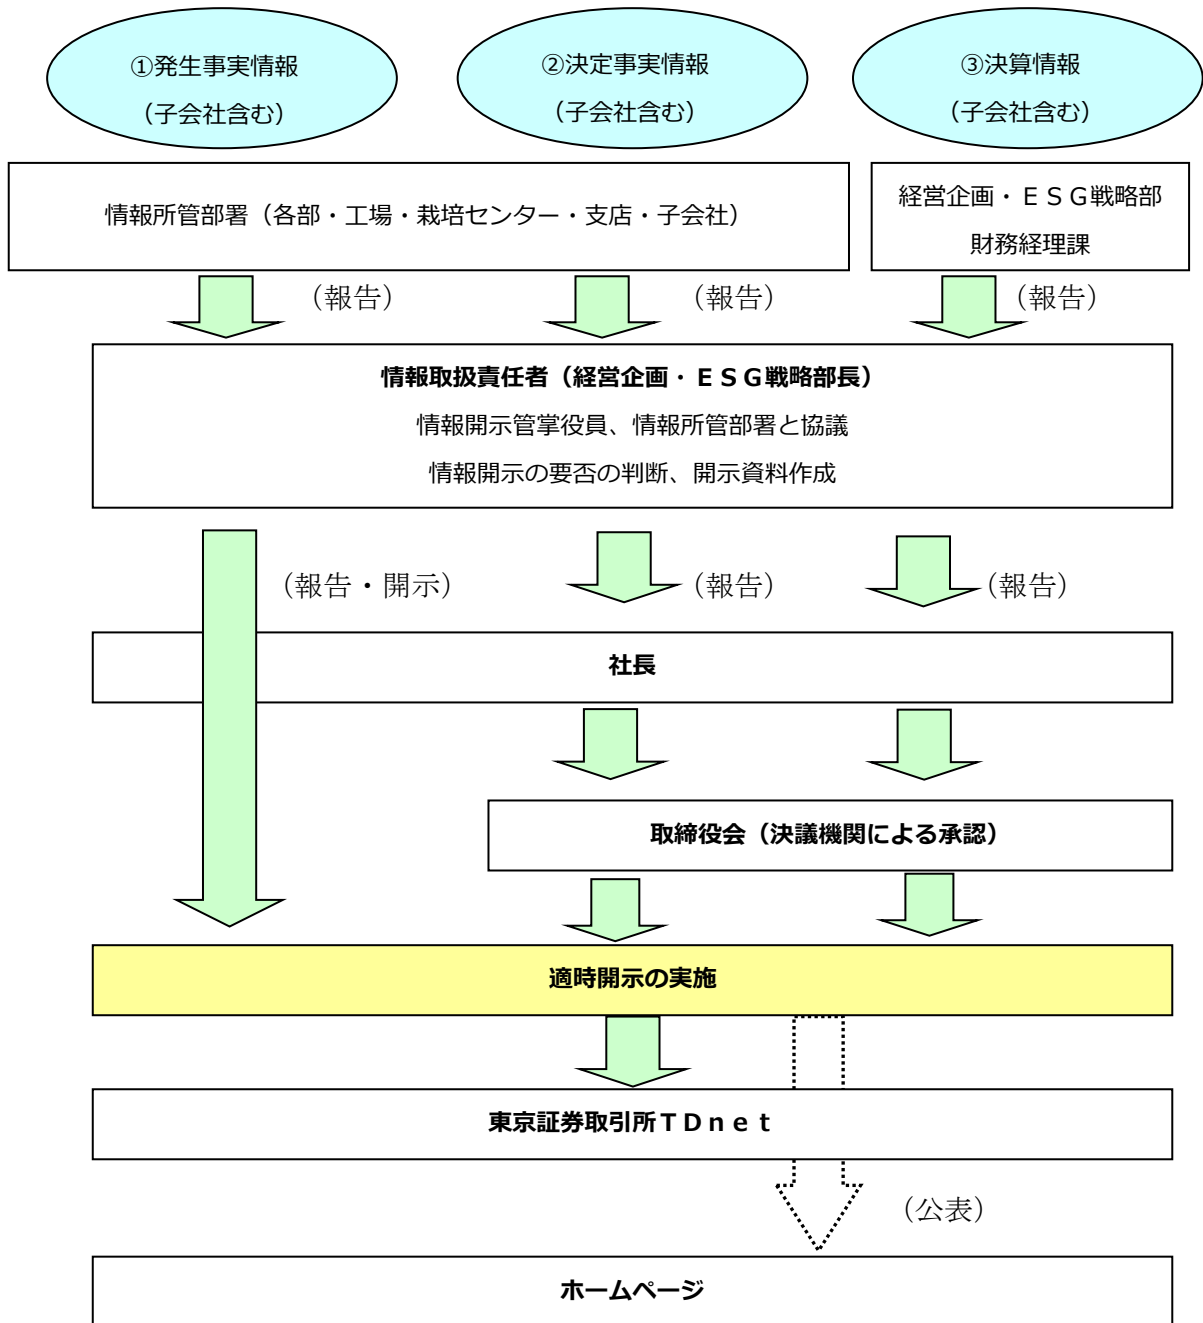 ①発生事実情報
(子会社含む)
②決定事実情報
(子会社含む)
③決算情報
(子会社含む)
情報所管部署(各部・工場・栽培センター・支店・子会社)
経営企画・ESG戦略部
財務経理課
(報告)
(報告)
(報告)
情報取扱責任者(経営企画・ESG戦略部長)
情報開示管掌役員、情報所管部署と協議
情報開示の要否の判断、開示資料作成
(報告・開示)
(報告)
(報告)
社長
取締役会(決議機関による承認)
適時開示の実施
東京証券取引所TDnet
(公表)
ホームページ